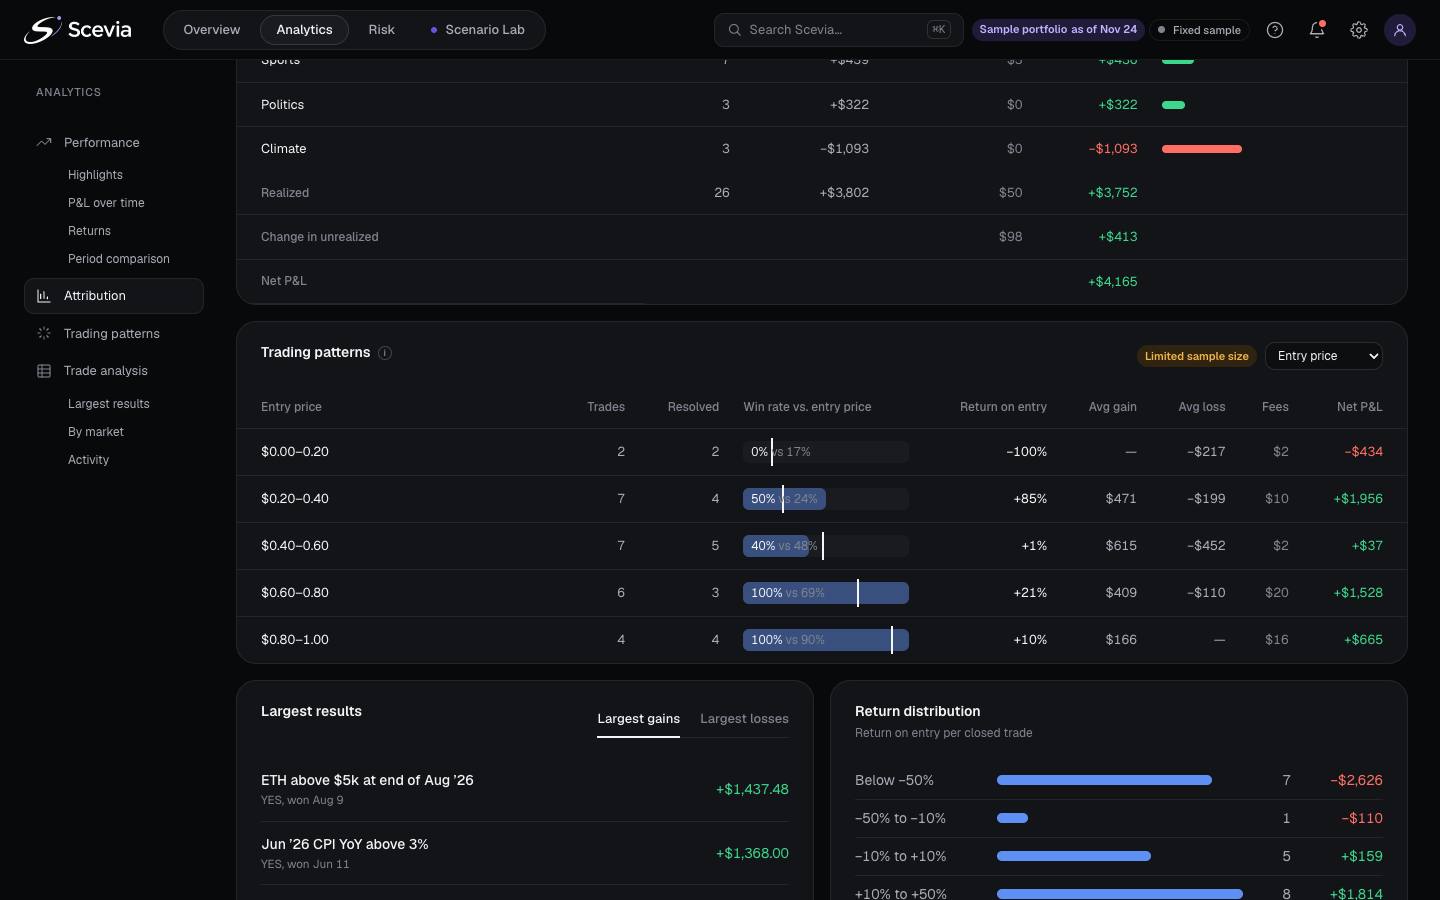 Scevia
Overview
Analytics
Risk
Scenario Lab
Search Scevia...
⌘K
Sample portfolio as of Nov 24
Fixed sample
ANALYTICS
Performance
Highlights
P&L over time
Returns
Period comparison
Attribution
Trading patterns
Trade analysis
Largest results
By market
Activity
Sports 7 +$439
Politics 3 +$322 $0 +$322
Climate 3 −$1,093 $0 −$1,093
Realized 26 +$3,802 $50 +$3,752
Change in unrealized $98 +$413
Net P&L +$4,165
Trading patterns
Limited sample size
Entry price
Entry price Trades Resolved Win rate vs. entry price Return on entry Avg gain Avg loss Fees Net P&L
$0.00–0.20 2 2 0% vs 17% −100% — −$217 $2 −$434
$0.20–0.40 7 4 50% vs 24% +85% $471 −$199 $10 +$1,956
$0.40–0.60 7 5 40% vs 48% +1% $615 −$452 $2 +$37
$0.60–0.80 6 3 100% vs 69% +21% $409 −$110 $20 +$1,528
$0.80–1.00 4 4 100% vs 90% +10% $166 — $16 +$665
Largest results
Largest gains
Largest losses
ETH above $5k at end of Aug ’26
YES, won Aug 9
+$1,437.48
Jun ’26 CPI YoY above 3%
YES, won Jun 11
+$1,368.00
Return distribution
Return on entry per closed trade
Below −50% 7 −$2,626
−50% to −10% 1 −$110
−10% to +10% 5 +$159
+10% to +50% 8 +$1,814